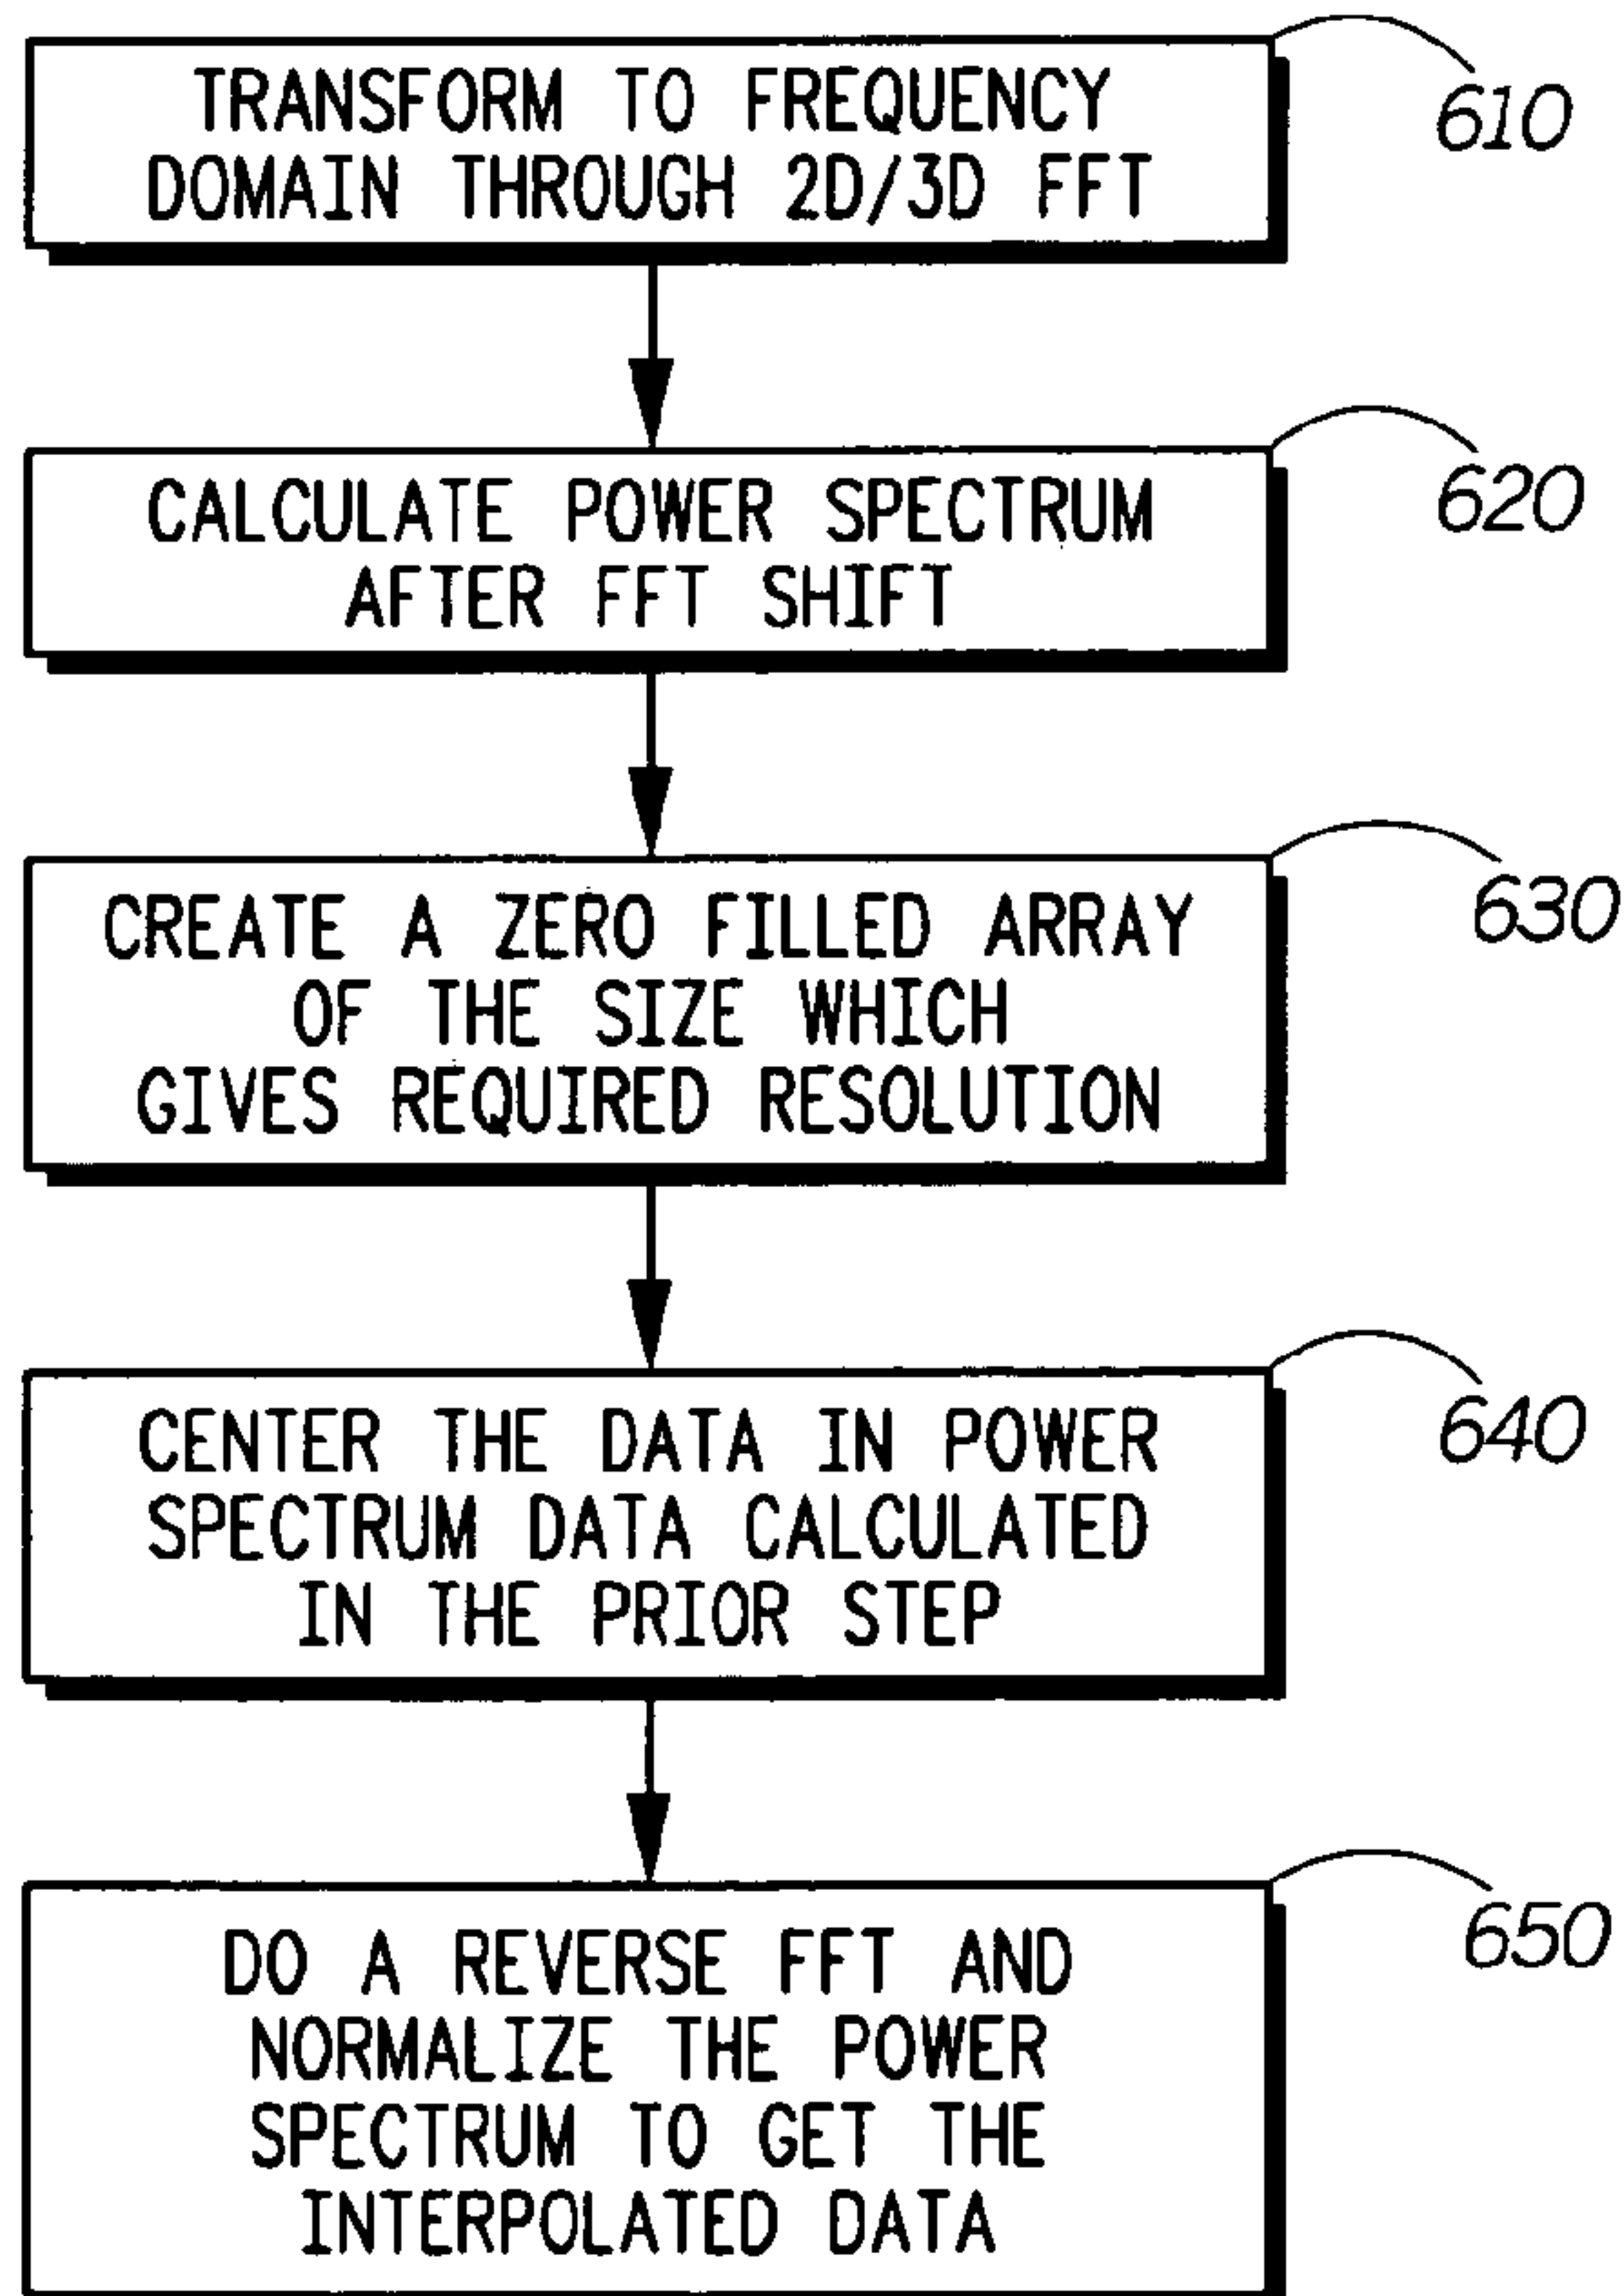 TRANSFORM TO FREQUENCY
DOMAIN THROUGH 2D/3D FFT
610
CALCULATE POWER SPECTRUM
AFTER FFT SHIFT
620
CREATE A ZERO FILLED ARRAY
OF THE SIZE WHICH
GIVES REQUIRED RESOLUTION
630
CENTER THE DATA IN POWER
SPECTRUM DATA CALCULATED
IN THE PRIOR STEP
640
DO A REVERSE FFT AND
NORMALIZE THE POWER
SPECTRUM TO GET THE
INTERPOLATED DATA
650